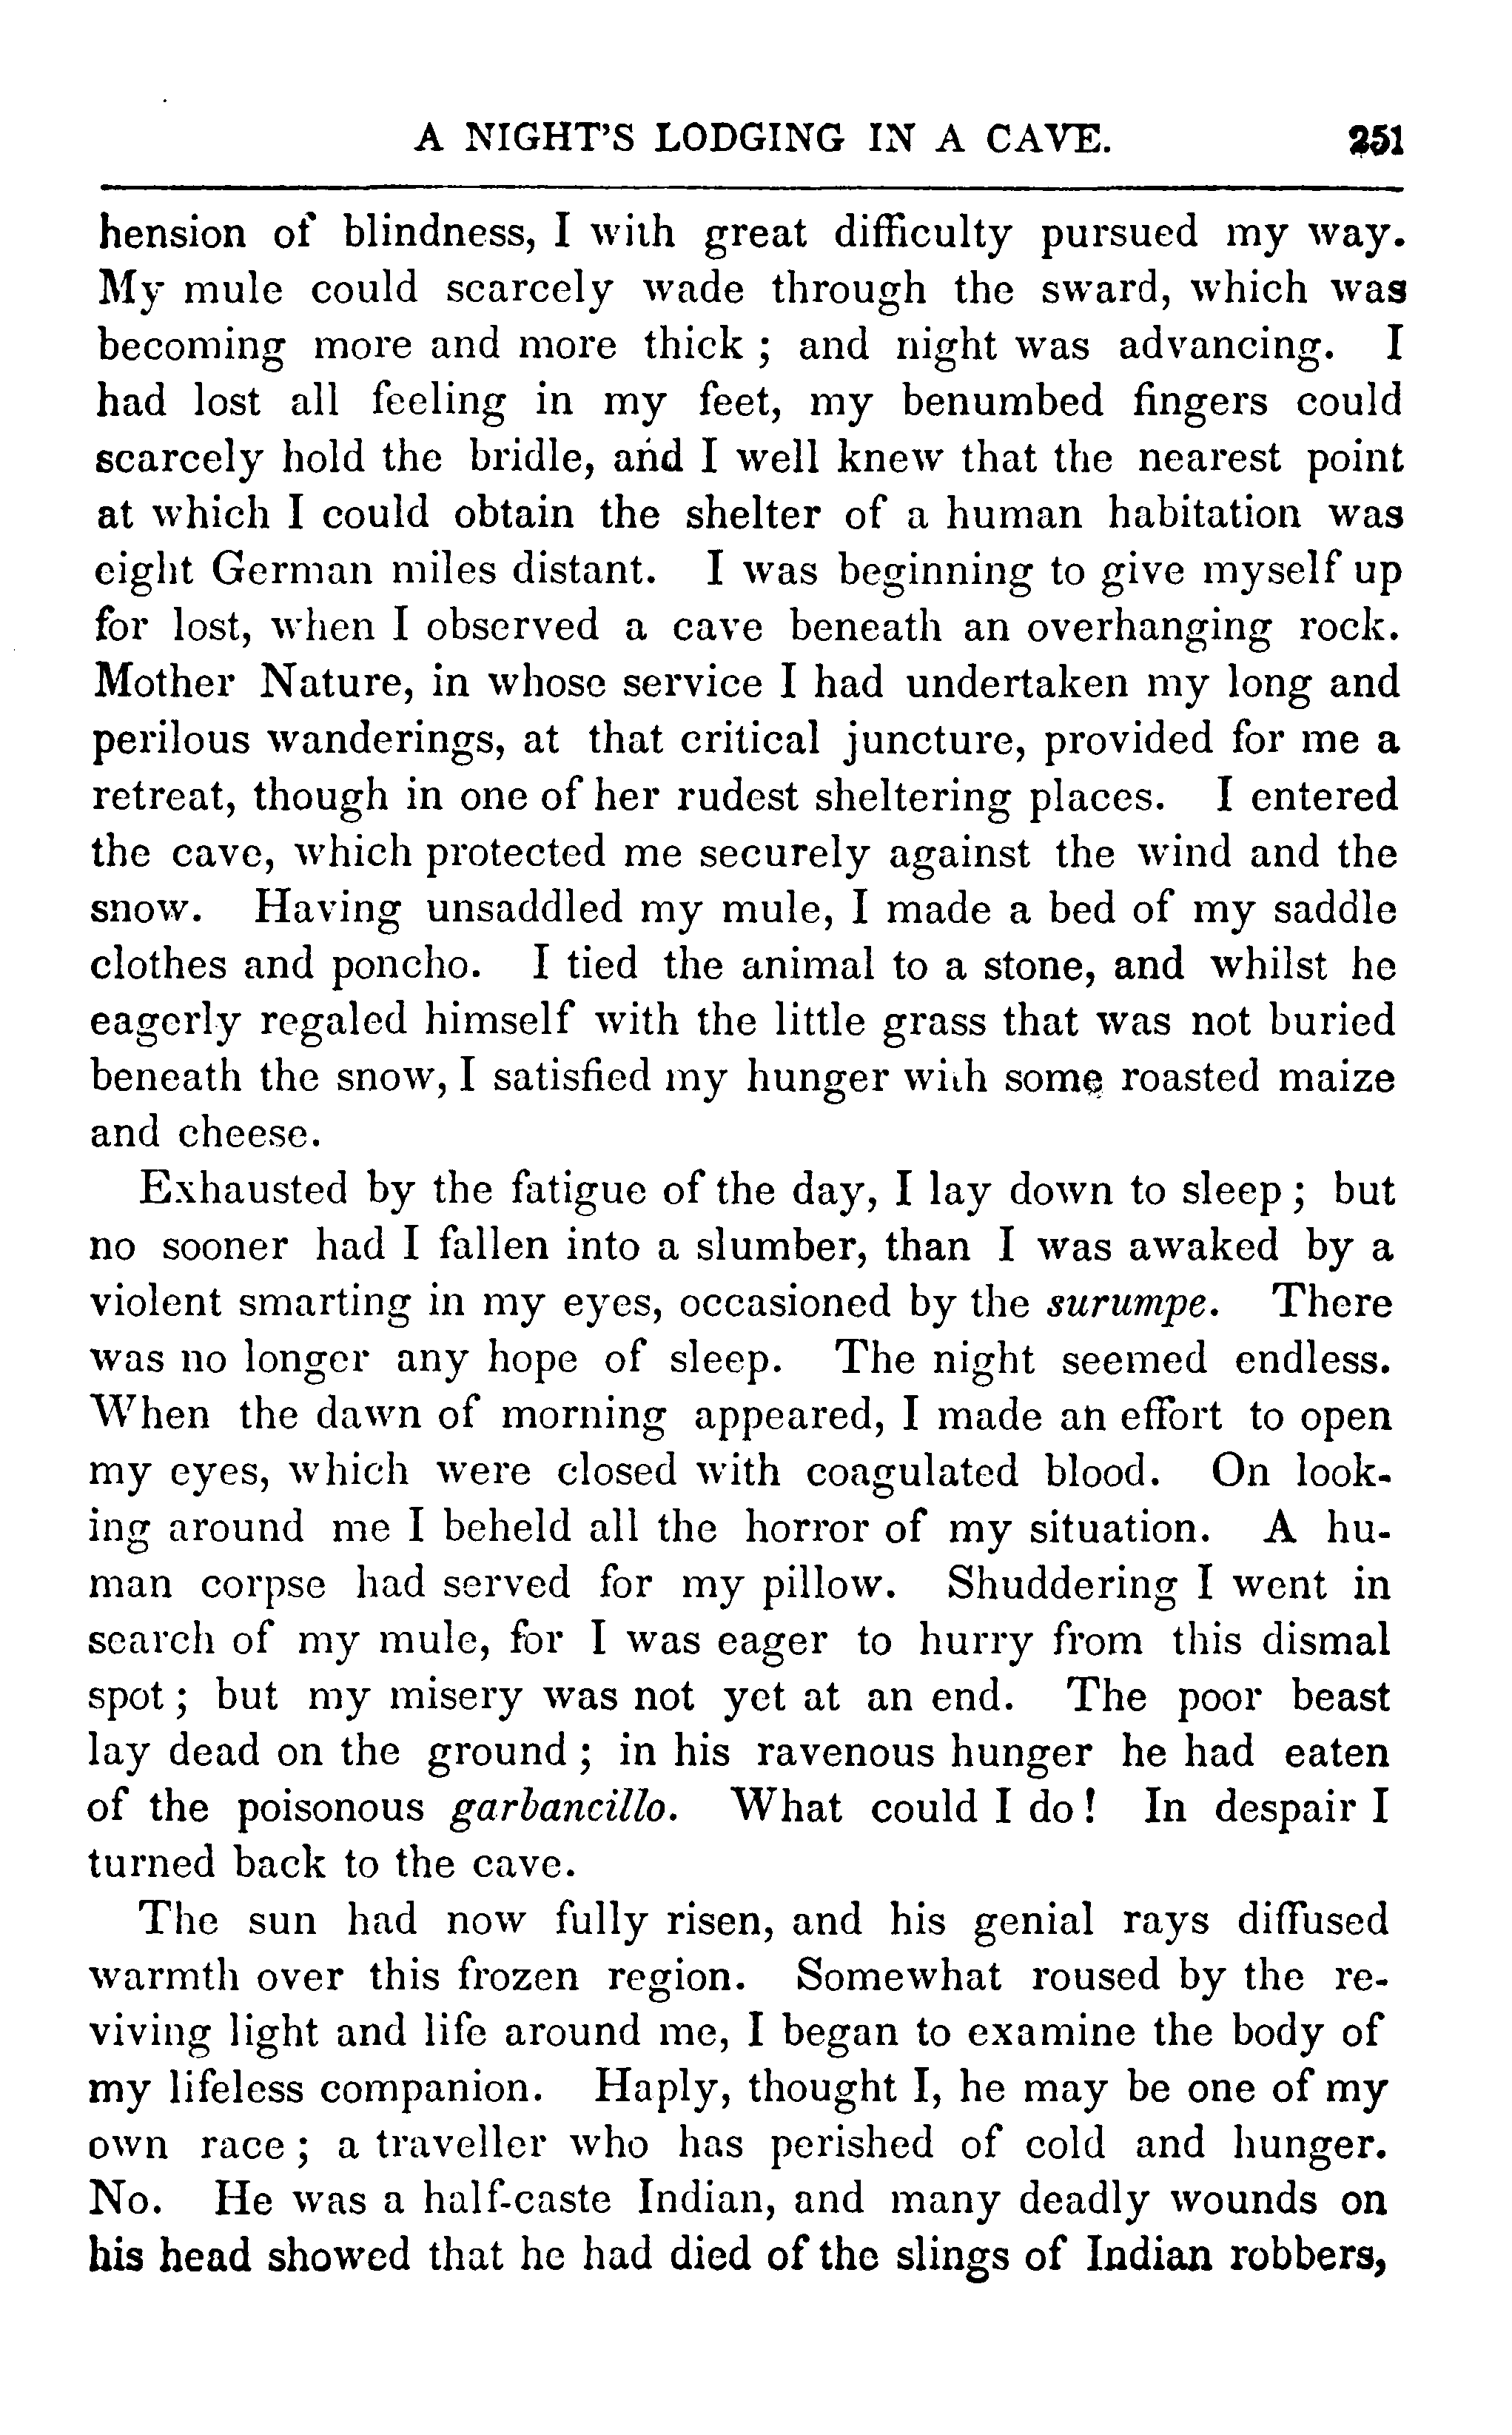 A NIGHT'S LODGING IN A CAVE. 251
hension of blindness, I with great difficulty pursued my way.
My mule could scarcely wade through the sward, which was
becoming more and more thick ; and night was advancing. I
had lost all feeling in my feet, my benumbed fingers could
scarcely hold the bridle, and I well knew that the nearest point
at which I could obtain the shelter of a human habitation was
eight German miles distant. I was beginning to give myself up
for lost, when I observed a cave beneath an overhanging rock.
Mother Nature, in whose service I had undertaken my long and
perilous wanderings, at that critical juncture, provided for me a
retreat, though in one of her rudest sheltering places. I entered
the cave, which protected me securely against the wind and the
snow. Having unsaddled my mule, I made a bed of my saddle
clothes and poncho. I tied the animal to a stone, and whilst he
eagerly regaled himself with the little grass that was not buried
beneath the snow, I satisfied my hunger with some roasted maize
and cheese.
Exhausted by the fatigue of the day, I lay down to sleep ; but
no sooner had I fallen into a slumber, than I was awaked by a
violent smarting in my eyes, occasioned by the surumpe. There
was no longer any hope of sleep. The night seemed endless.
When the dawn of morning appeared, I made an effort to open
my eyes, which were closed with coagulated blood. On look-
ing around me I beheld all the horror of my situation. A hu-
man corpse had served for my pillow. Shuddering I went in
search of my mule, for I was eager to hurry from this dismal
spot ; but my misery was not yet at an end. The poor beast
lay dead on the ground ; in his ravenous hunger he had eaten
of the poisonous garbancillo. What could I do ! In despair I
turned back to the cave.
The sun had now fully risen, and his genial rays diffused
warmth over this frozen region. Somewhat roused by the re-
viving light and life around me, I began to examine the body of
my lifeless companion. Haply, thought I, he may be one of my
own race ; a traveller who has perished of cold and hunger.
No. He was a half-caste Indian, and many deadly wounds on
his head showed that he had died of the slings of Indian robbers,